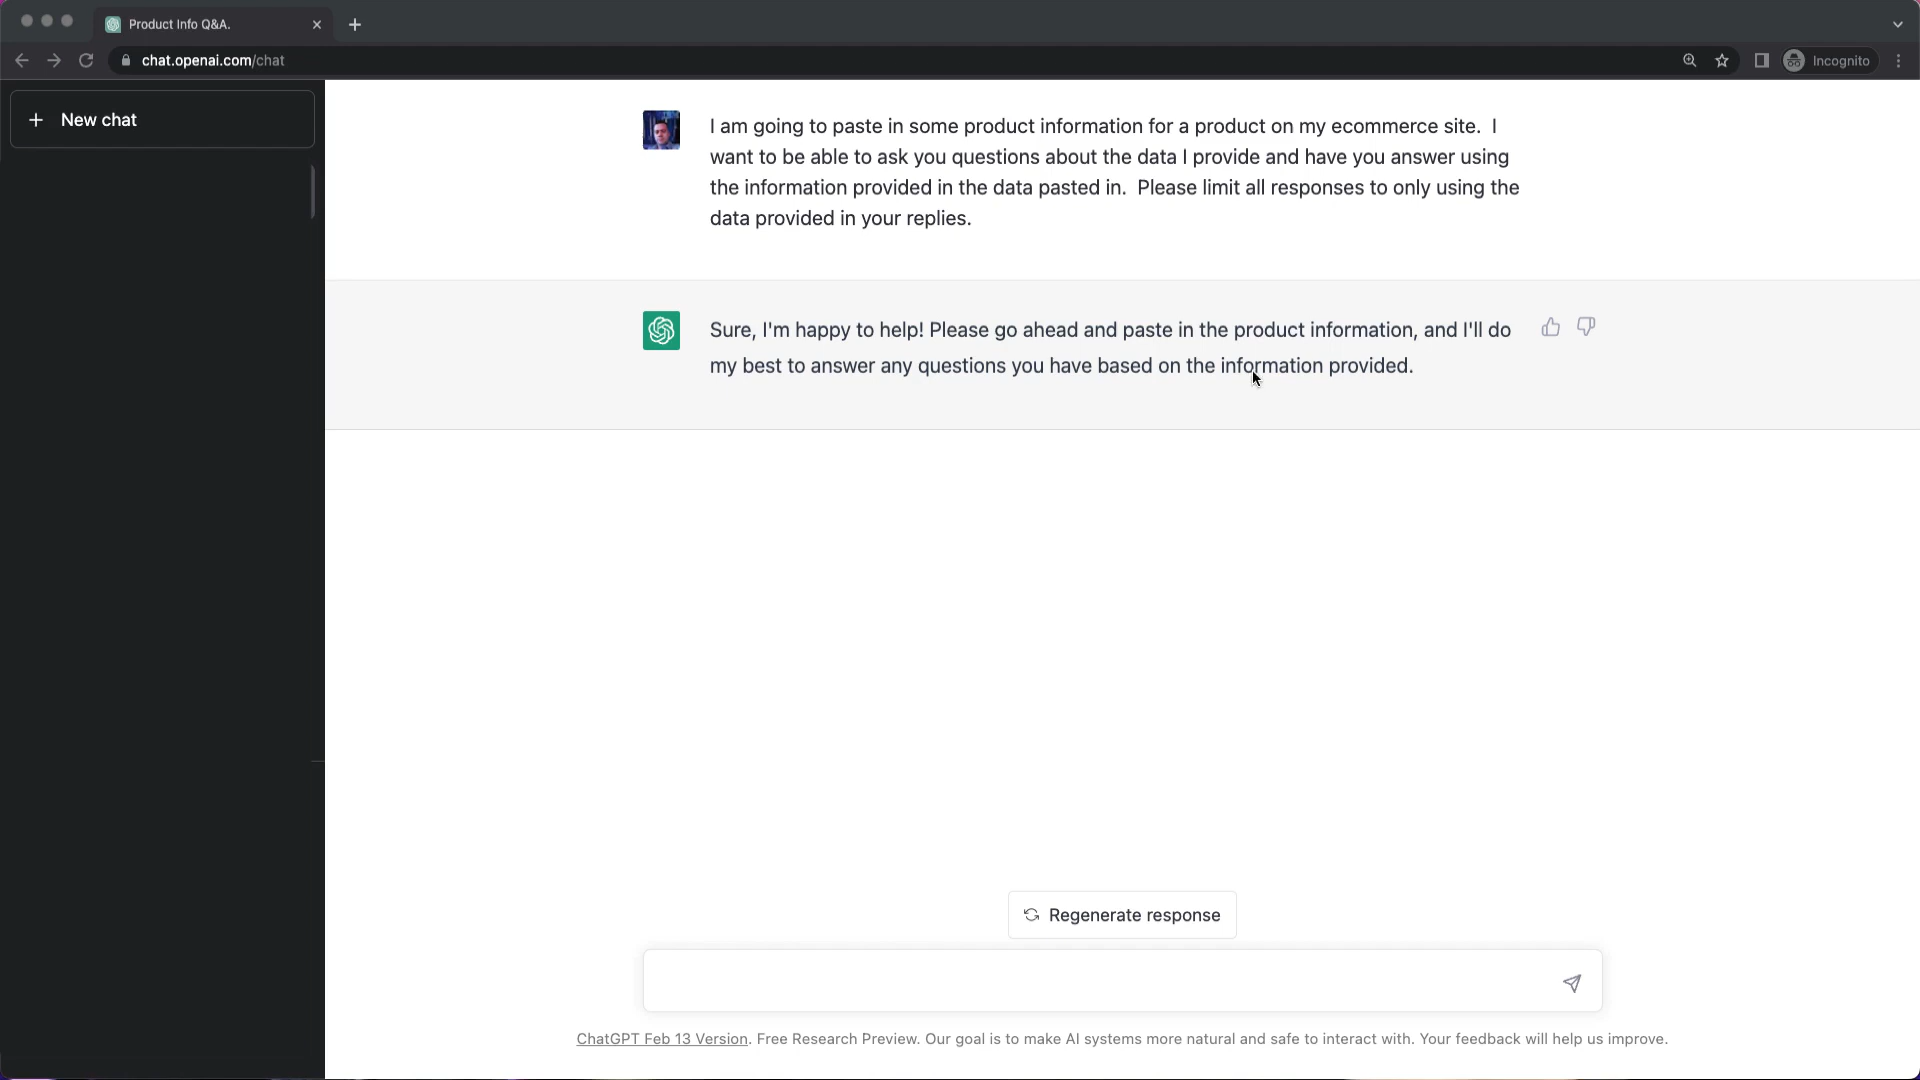 Product Info Q&A.
chat.openai.com/chat
Incognito
New chat
I am going to paste in some product information for a product on my ecommerce site.  I
want to be able to ask you questions about the data I provide and have you answer using
the information provided in the data pasted in.  Please limit all responses to only using the
data provided in your replies.
Sure, I'm happy to help! Please go ahead and paste in the product information, and I'll do
my best to answer any questions you have based on the information provided.
Regenerate response
ChatGPT Feb 13 Version. Free Research Preview. Our goal is to make AI systems more natural and safe to interact with. Your feedback will help us improve.